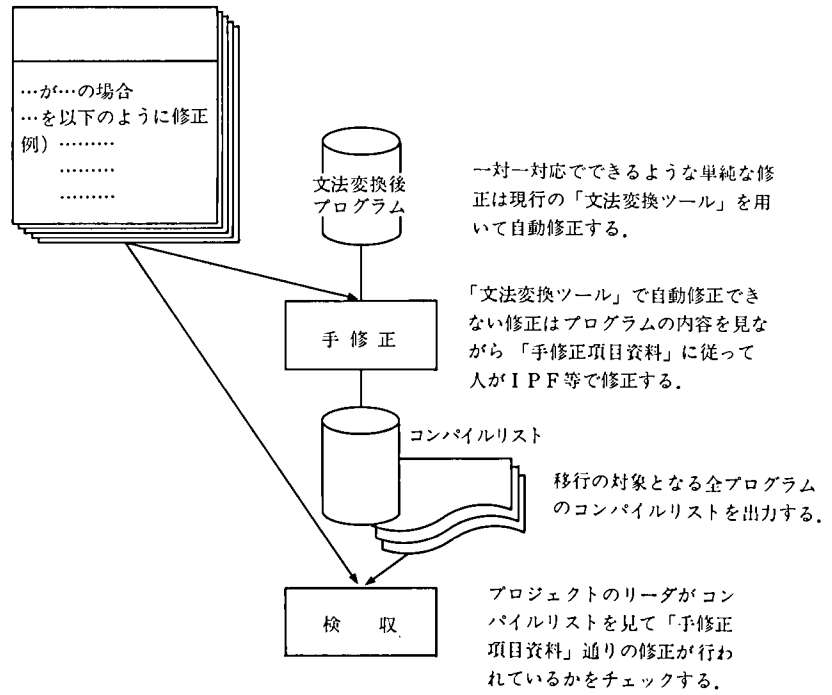 …が…の場合
…を以下のように修正
例）………
………
………
文法変換後
プログラム
一対一対応でできるような単純な修
正は現行の「文法変換ツール」を用
いて自動修正する．
手修正
「文法変換ツール」で自動修正でき
ない修正はプログラムの内容を見な
がら「手修正項目資料」に従って
人がＩＰＦ等で修正する．
コンパイルリスト
移行の対象となる全プログラム
のコンパイルリストを出力する．
検収
プロジェクトのリーダがコン
パイルリストを見て「手修正
項目資料」通りの修正が行わ
れているかをチェックする．